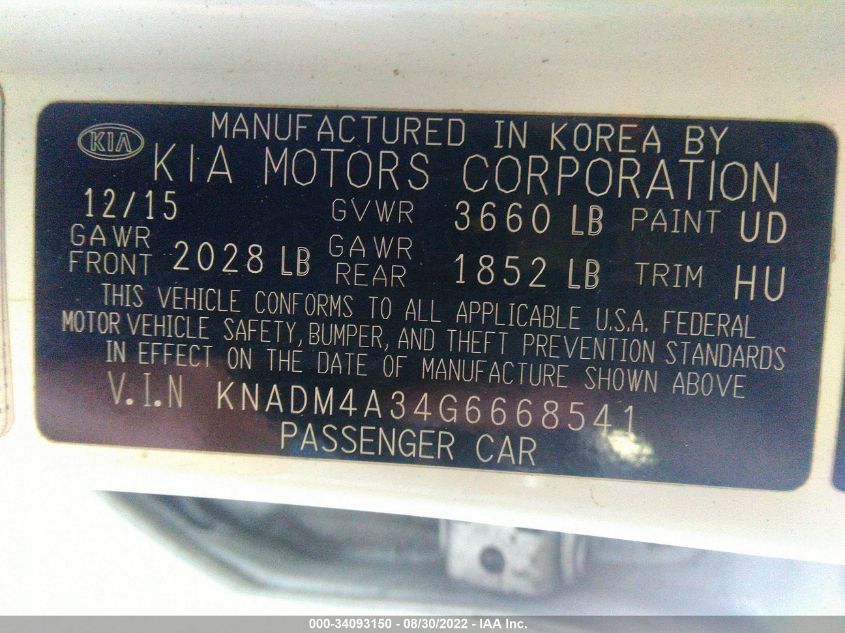 KIA
MANUFACTURED IN KOREA BY
KIA MOTORS CORPORATION
12/15 GVWR 3660 LB PAINT UD
GAWR FRONT 2028 LB GAWR REAR 1852 LB TRIM HU
THIS VEHICLE CONFORMS TO ALL APPLICABLE U.S.A. FEDERAL
MOTOR VEHICLE SAFETY, BUMPER, AND THEFT PREVENTION STANDARDS
IN EFFECT ON THE DATE OF MANUFACTURE SHOWN ABOVE
V.I.N KNADM4A34G6668541
PASSENGER CAR
000-34093150 - 08/30/2022 - IAA Inc.